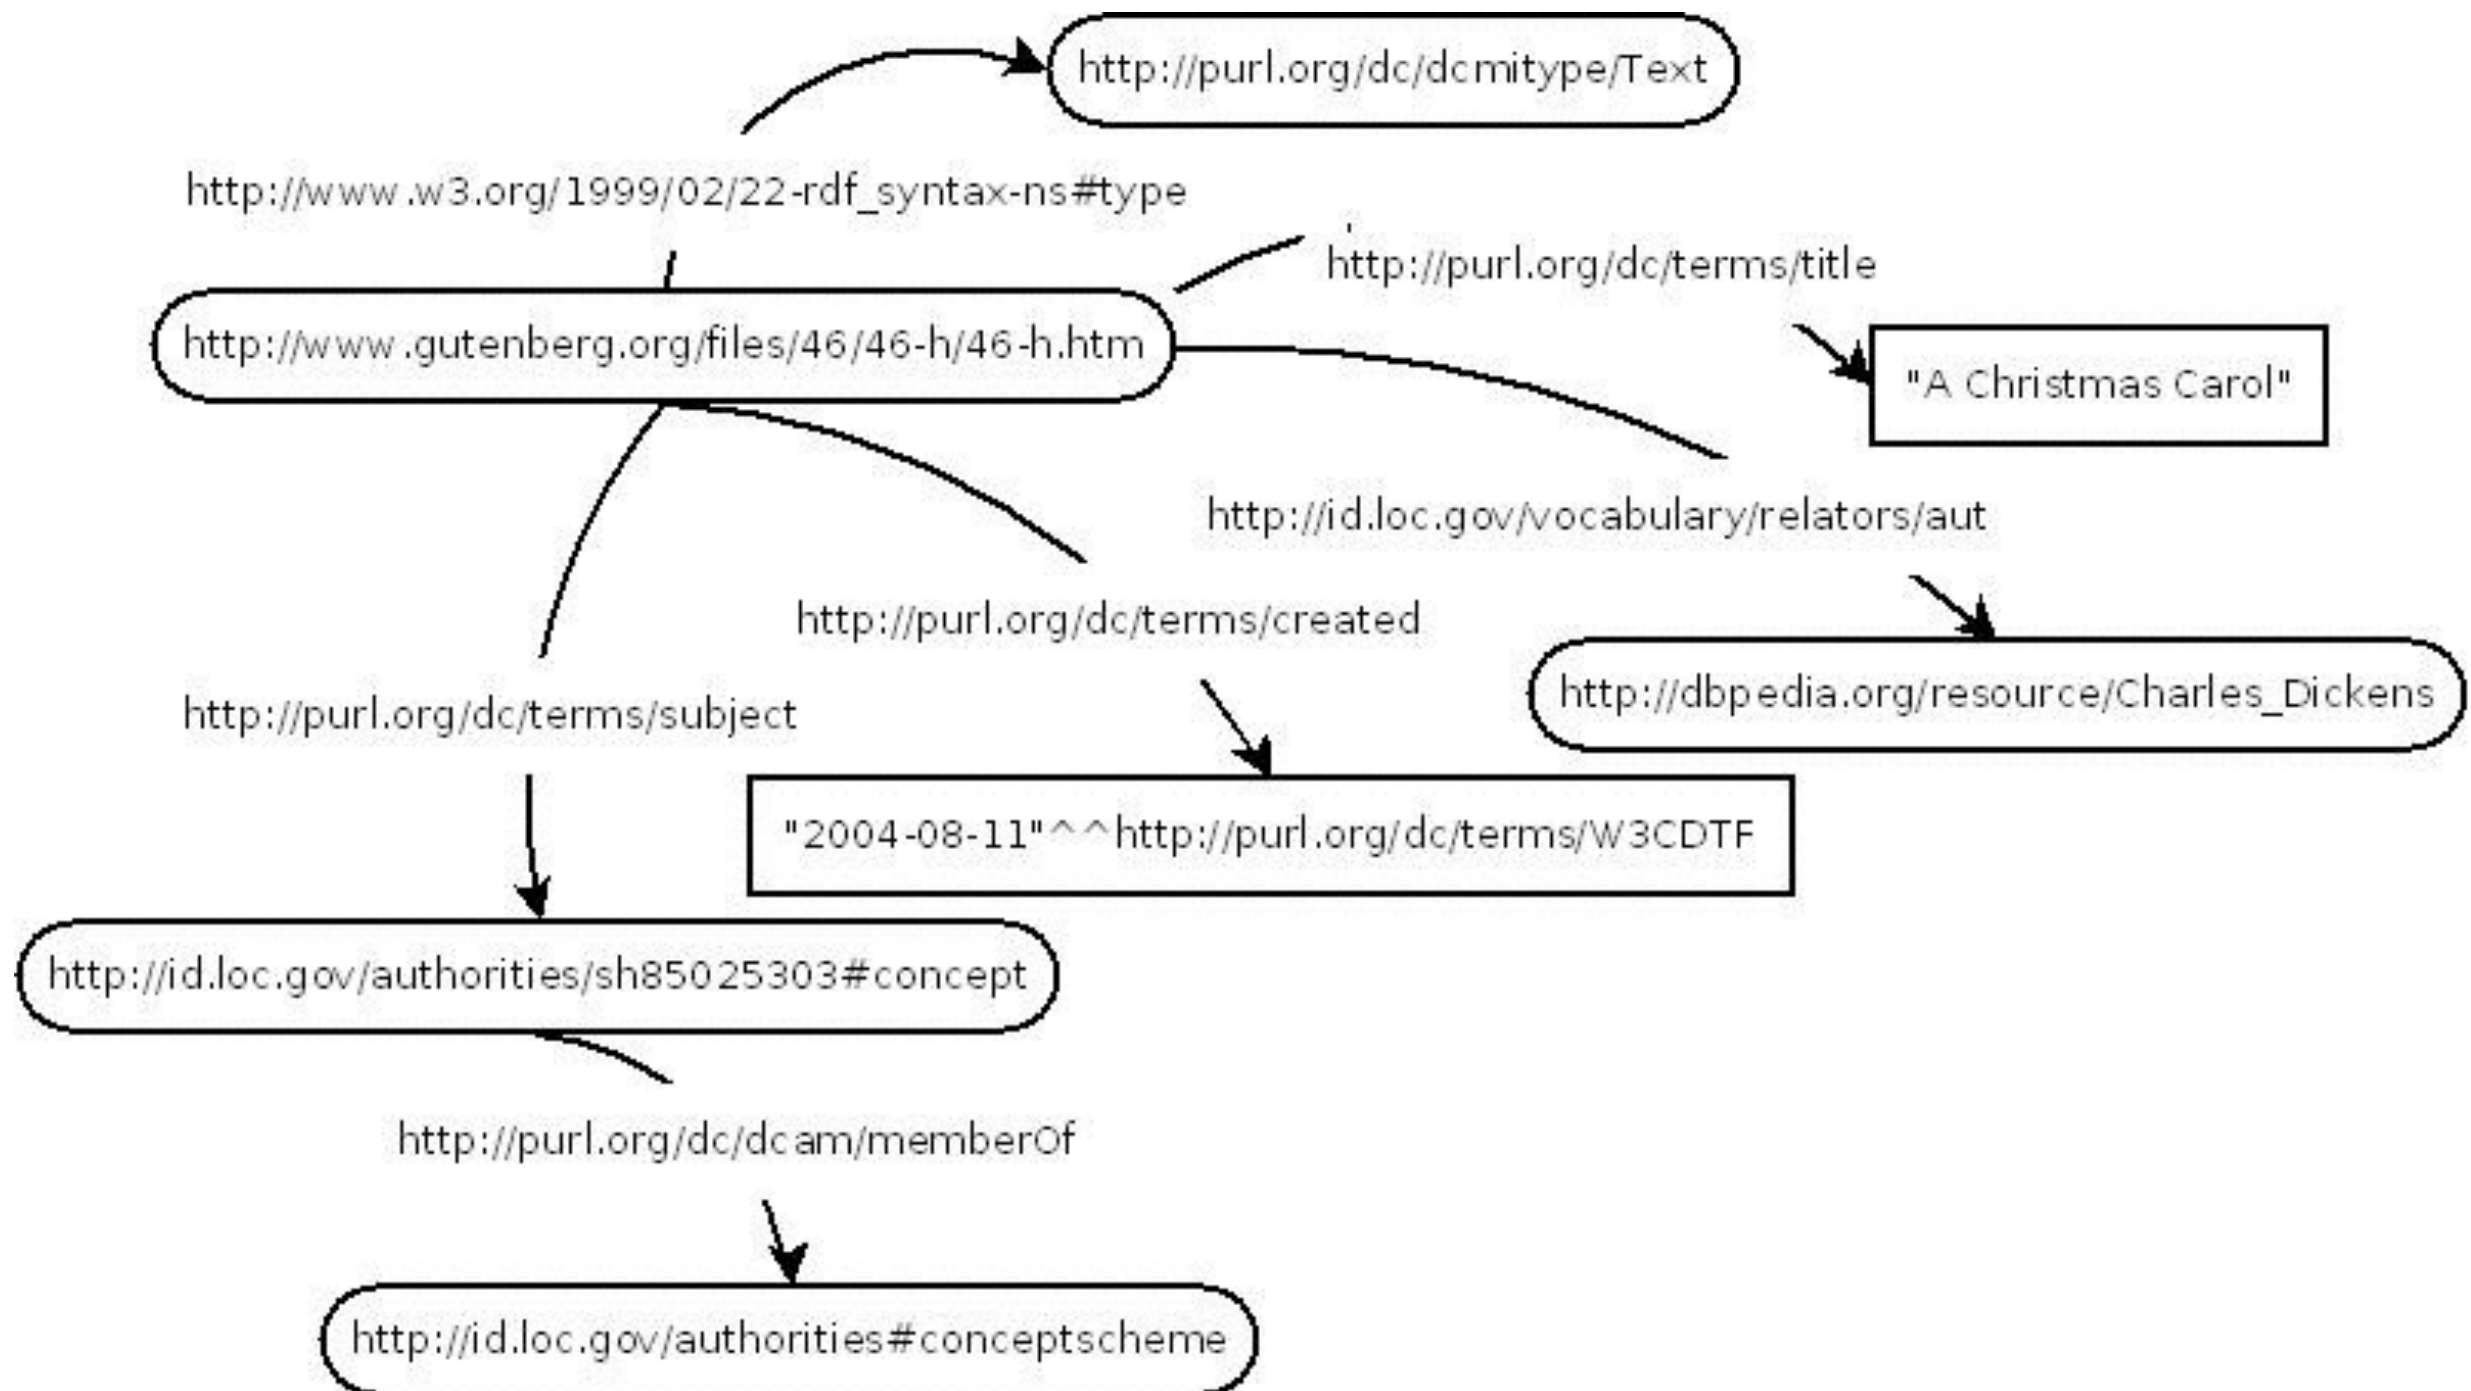 http://purl.org/dc/dcmitype/Text
http://www.w3.org/1999/02/22-rdf_syntax-ns#type
http://purl.org/dc/terms/title
http://www.gutenberg.org/files/46/46-h/46-h.htm
"A Christmas Carol"
http://id.loc.gov/vocabulary/relators/aut
http://purl.org/dc/terms/created
http://dbpedia.org/resource/Charles_Dickens
http://purl.org/dc/terms/subject
"2004-08-11"^^http://purl.org/dc/terms/W3CDTF
http://id.loc.gov/authorities/sh85025303#concept
http://purl.org/dc/dcam/memberOf
http://id.loc.gov/authorities#conceptscheme